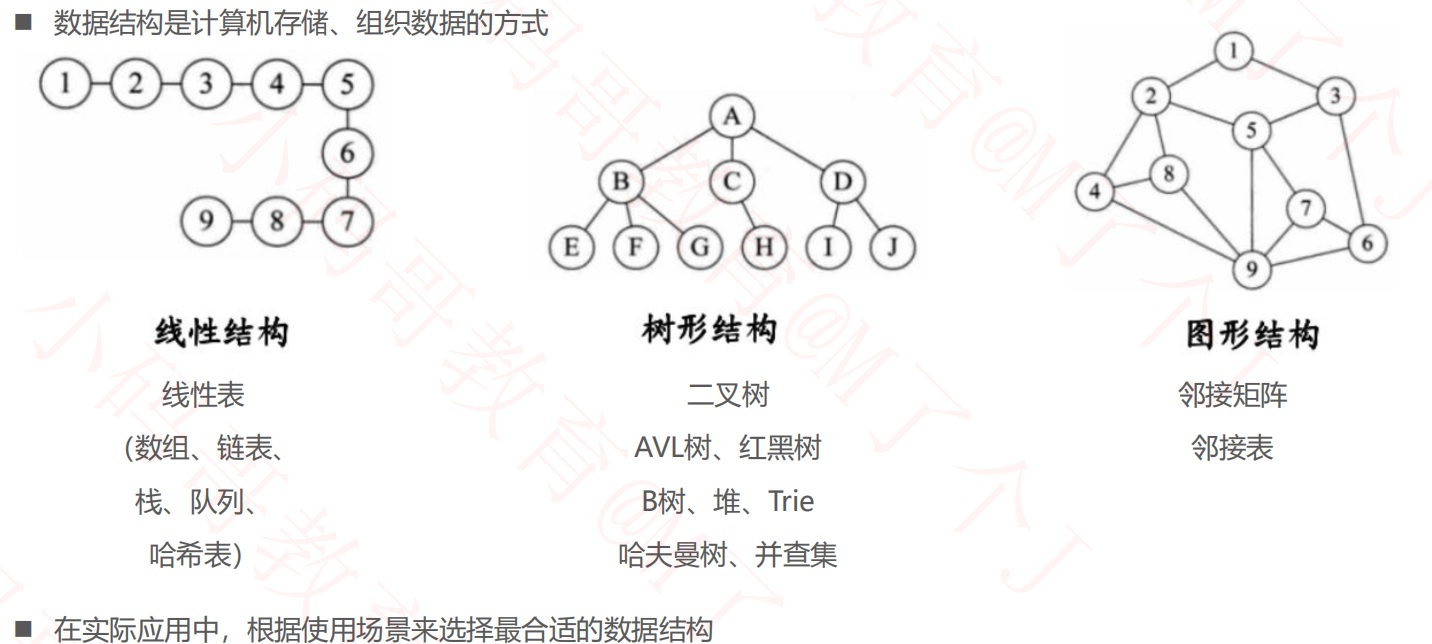 ■ 数据结构是计算机存储、组织数据的方式
1 2 3 4 5
6
9 8 7
线性结构
线性表
（数组、链表、
栈、队列、
哈希表）
A
B C D
E F G H I J
树形结构
二叉树
AVL树、红黑树
B树、堆、Trie
哈夫曼树、并查集
1
2 3
5
8
4
7
6
9
图形结构
邻接矩阵
邻接表
■ 在实际应用中，根据使用场景来选择最合适的数据结构
小码哥教育@M了个J